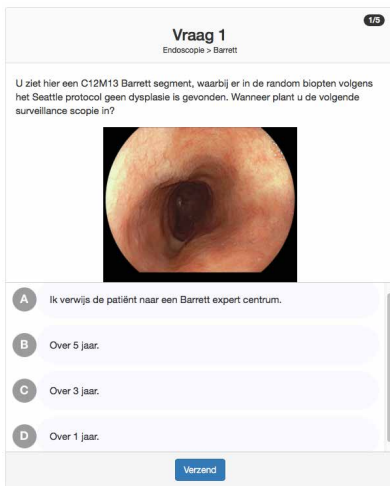 1/5
Vraag 1
Endoscopie > Barrett
U ziet hier een C12M13 Barrett segment, waarbij er in de random biopten volgens
het Seattle protocol geen dysplasie is gevonden. Wanneer plant u de volgende
surveillance scopie in?
A Ik verwijs de patiënt naar een Barrett expert centrum.
B Over 5 jaar.
C Over 3 jaar.
D Over 1 jaar.
Verzend